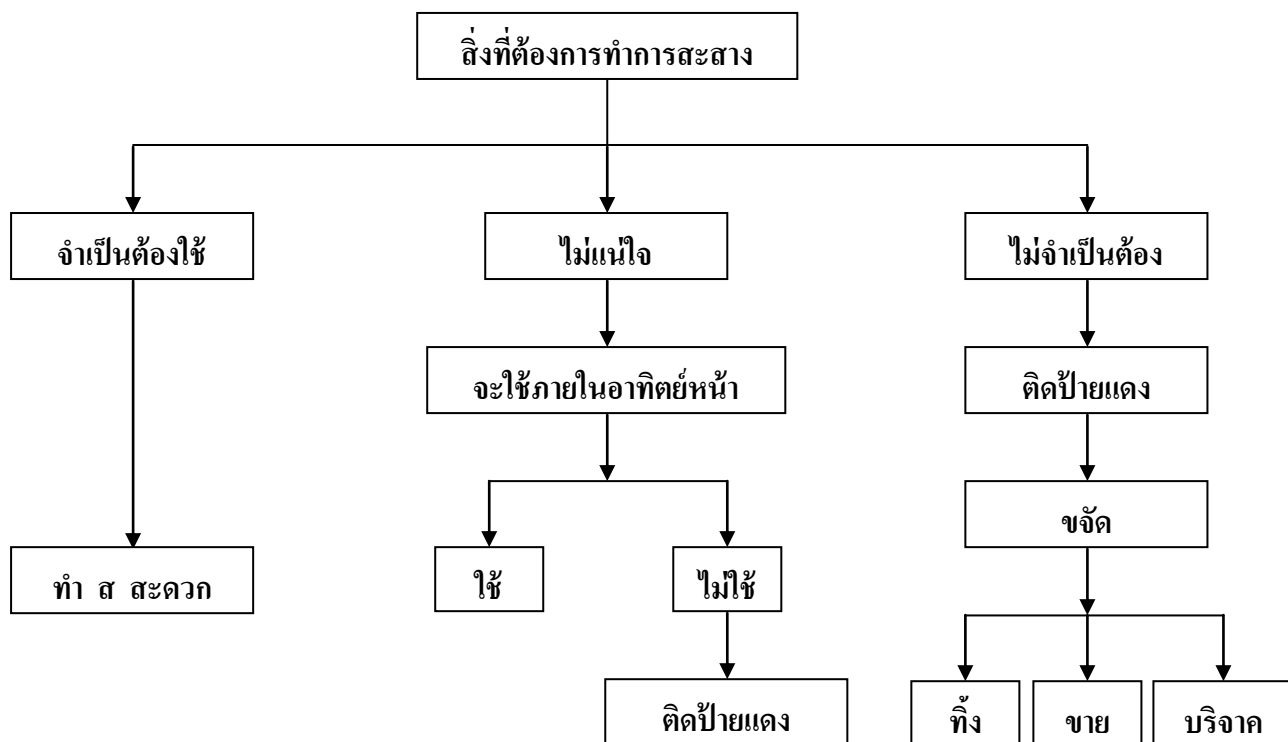 สิ่งที่ต้องการทำการสะสาง
จำเป็นต้องใช้
ไม่แน่ใจ
ไม่จำเป็นต้อง
จะใช้ภายในอาทิตย์หน้า
ติดป้ายแดง
ขจัด
ทำ ส สะดวก
ใช้
ไม่ใช้
ติดป้ายแดง
ทิ้ง
ขาย
บริจาค